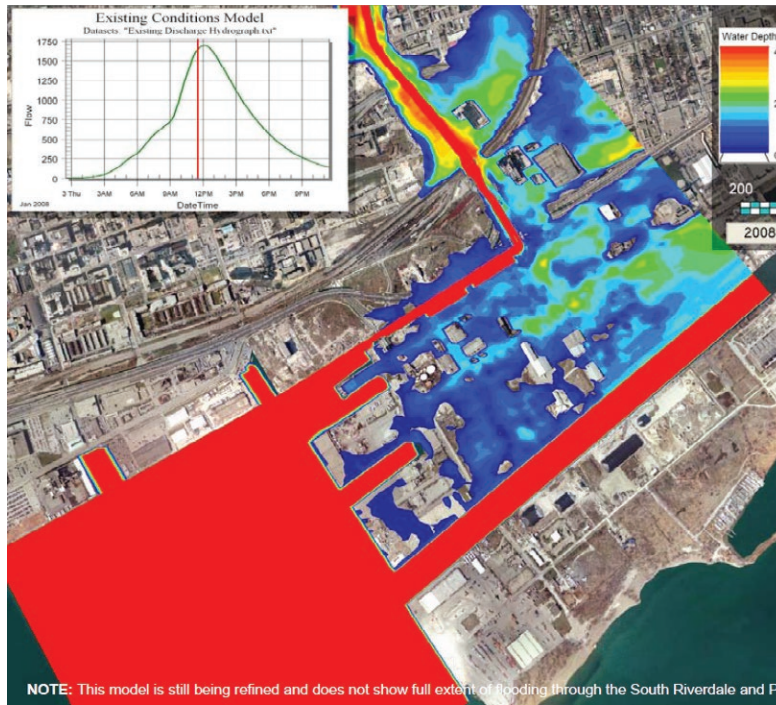 Existing Conditions Model
Datasets: "Existing Discharge Hydrograph.txt"
1750
1500
1250
1000
750
500
250
0
Flow
3 Thu 3AM 6AM 9AM 12PM 3PM 6PM 9PM
Jan 2008
DateTime
Water Depth
200
2008
NOTE: This model is still being refined and does not show full extent of flooding through the South Riverdale and